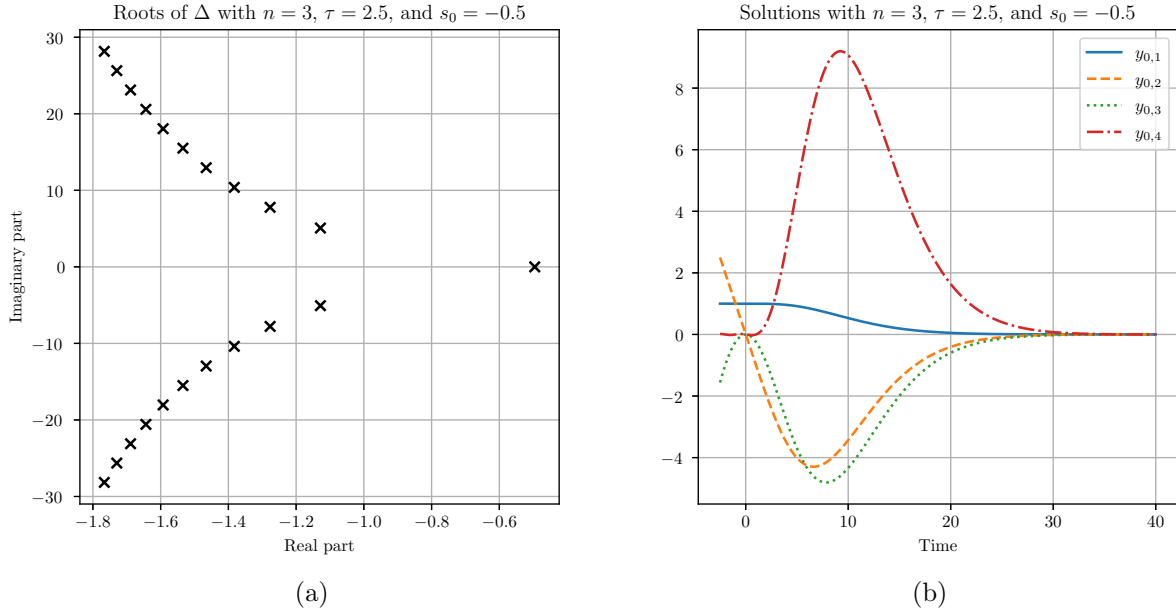 Roots of Δ with n = 3, τ = 2.5, and s₀ = −0.5
30
20
10
0
−10
−20
−30
Imaginary part
−1.8
−1.6
−1.4
−1.2
−1.0
−0.8
−0.6
Real part
(a)
Solutions with n = 3, τ = 2.5, and s₀ = −0.5
y₀,₁
y₀,₂
y₀,₃
y₀,₄
8
6
4
2
0
−2
−4
0
10
20
30
40
Time
(b)